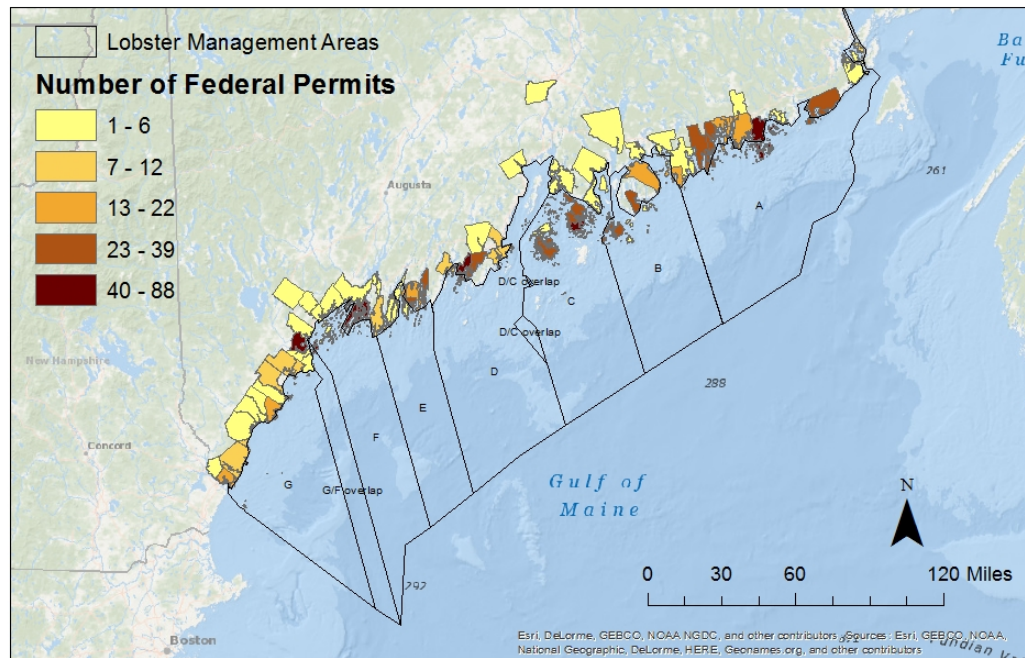 Lobster Management Areas
Number of Federal Permits
1 - 6
7 - 12
13 - 22
23 - 39
40 - 88
Augusta
New Hampshire
Concord
Boston
Ba
Fu
261
A
B
C
D/C overlap
D/C overlap
D
E
F
G
G/F overlap
288
292
Gulf of
Maine
N
0 30 60 120 Miles
Esri, DeLorme, GEBCO, NOAA NGDC, and other contributors, Sources: Esri, GEBCO, NOAA,
National Geographic, DeLorme, HERE, Geonames.org, and other contributors